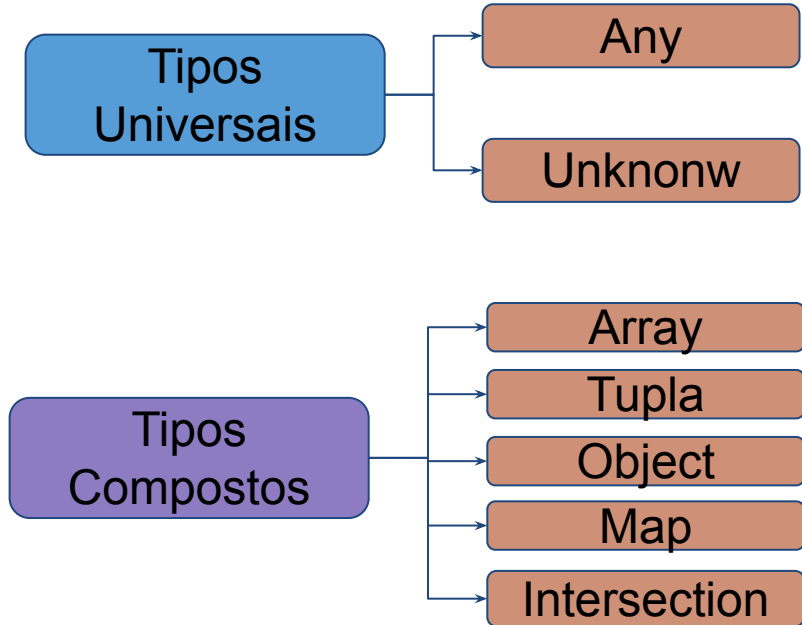 Tipos
Universais
Any
Unknonw
Tipos
Compostos
Array
Tupla
Object
Map
Intersection